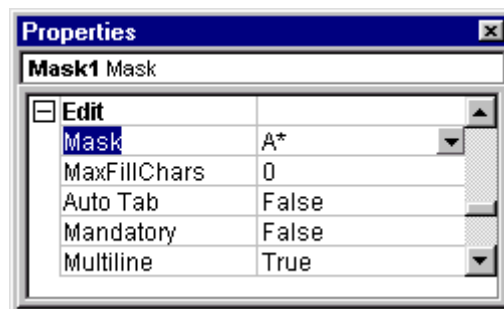 Properties
Mask1 Mask
Edit
Mask A*
MaxFillChars 0
Auto Tab False
Mandatory False
Multiline True